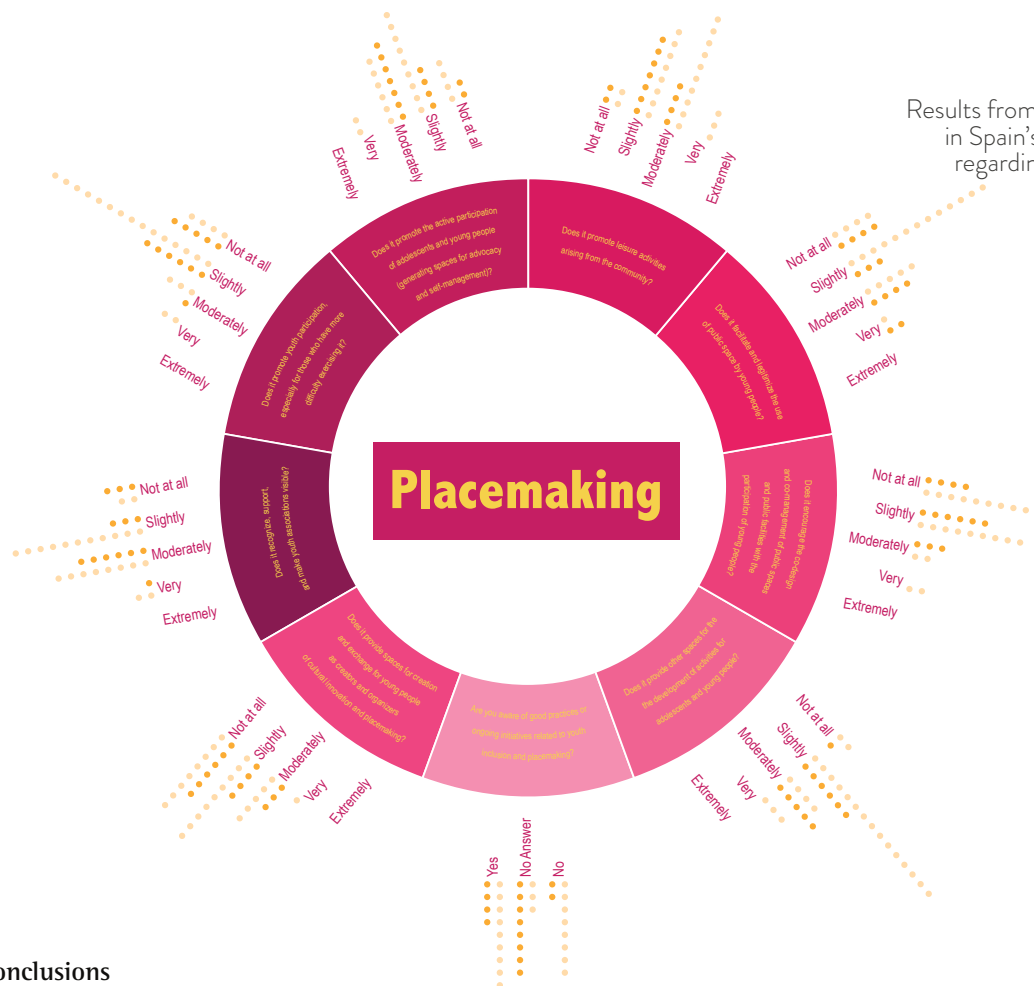 Results from
in Spain's
regardin
Placemaking
Does it promote leisure activities
arising from the community?
Not at all
Slightly
Moderately
Very
Extremely
Does it facilitate and legitimize the use
of public space by young people?
Not at all
Slightly
Moderately
Very
Extremely
Does it encourage the co-design
and co-management of public spaces
and public facilities with the
participation of young people?
Not at all
Slightly
Moderately
Very
Extremely
Does it provide other spaces for the
the development of activities for
adolescents and young people?
Not at all
Slightly
Moderately
Very
Extremely
Are you aware of good practices or
ongoing initiatives related to youth
inclusion and placemaking?
Yes
No Answer
No
Does it provide spaces for creation
and exchange for young people
as creators and organizers
of cultural innovation and placemaking?
Not at all
Slightly
Moderately
Very
Extremely
Does it recognize, support,
and make youth associations visible?
Not at all
Slightly
Moderately
Very
Extremely
Does it promote youth participation,
especially for those who have more
difficulty exercising it?
Not at all
Slightly
Moderately
Very
Extremely
Does it promote the active participation
of adolescents and young people
(generating spaces for advocacy
and self-management)?
Not at all
Slightly
Moderately
Very
Extremely
onclusions